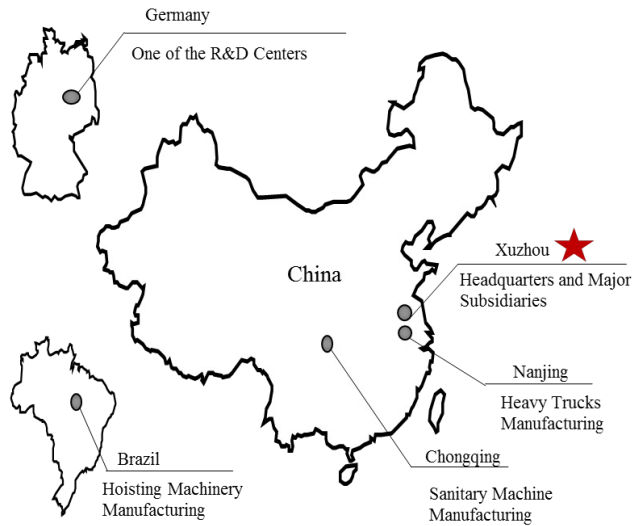 Germany
One of the R&D Centers
China
Xuzhou
Headquarters and Major
Subsidiaries
Nanjing
Heavy Trucks
Manufacturing
Chongqing
Sanitary Machine
Manufacturing
Brazil
Hoisting Machinery
Manufacturing